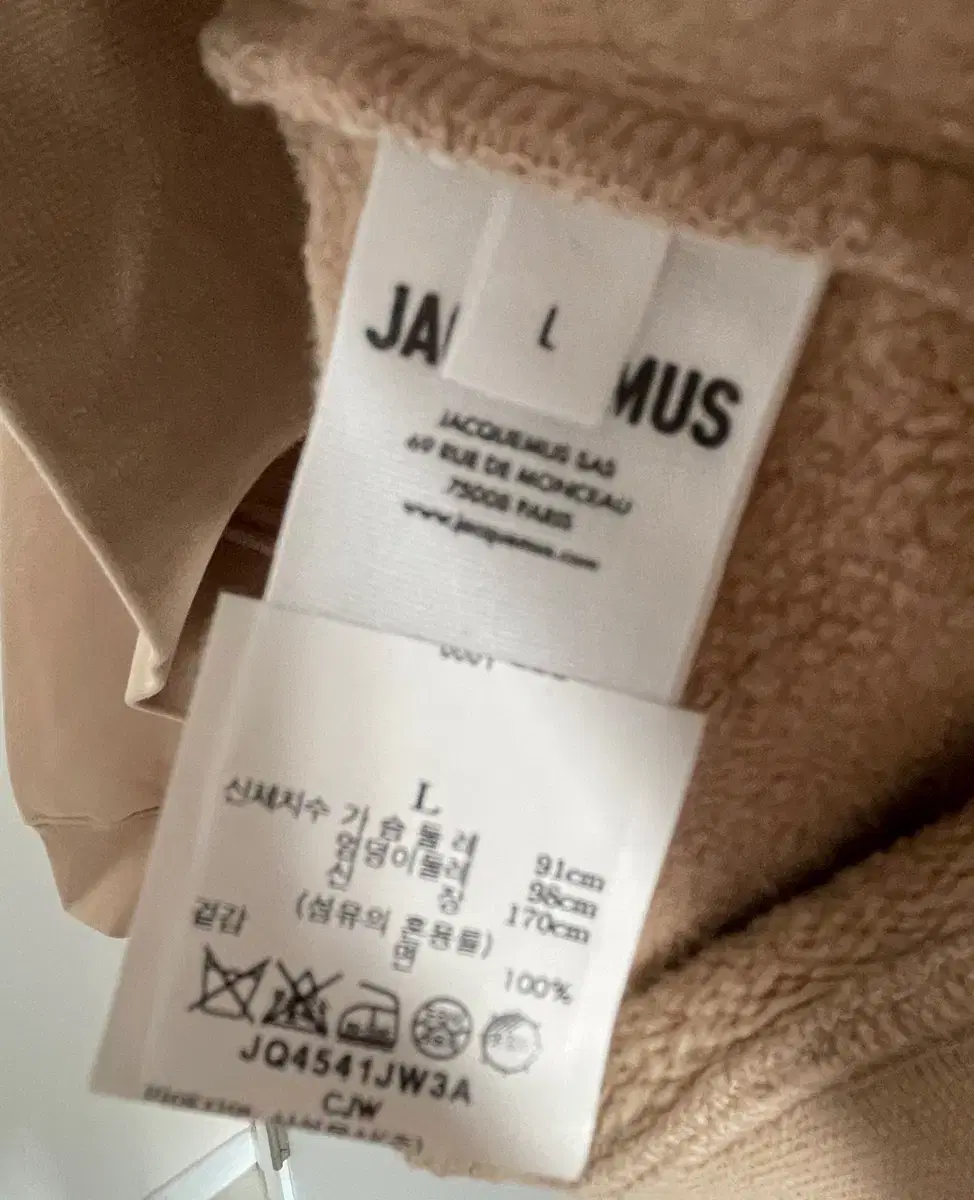 L
JA MUS
JACQUEMUS SAS
69 RUE DE MONCEAU
75008 PARIS
www.jacquemus.com
L
신체치수 가슴둘레 91cm
엉덩이둘레 98cm
신장 170cm
(섬유의 혼용률)
겉감 면 100%
JQ4541JW3A
CJW